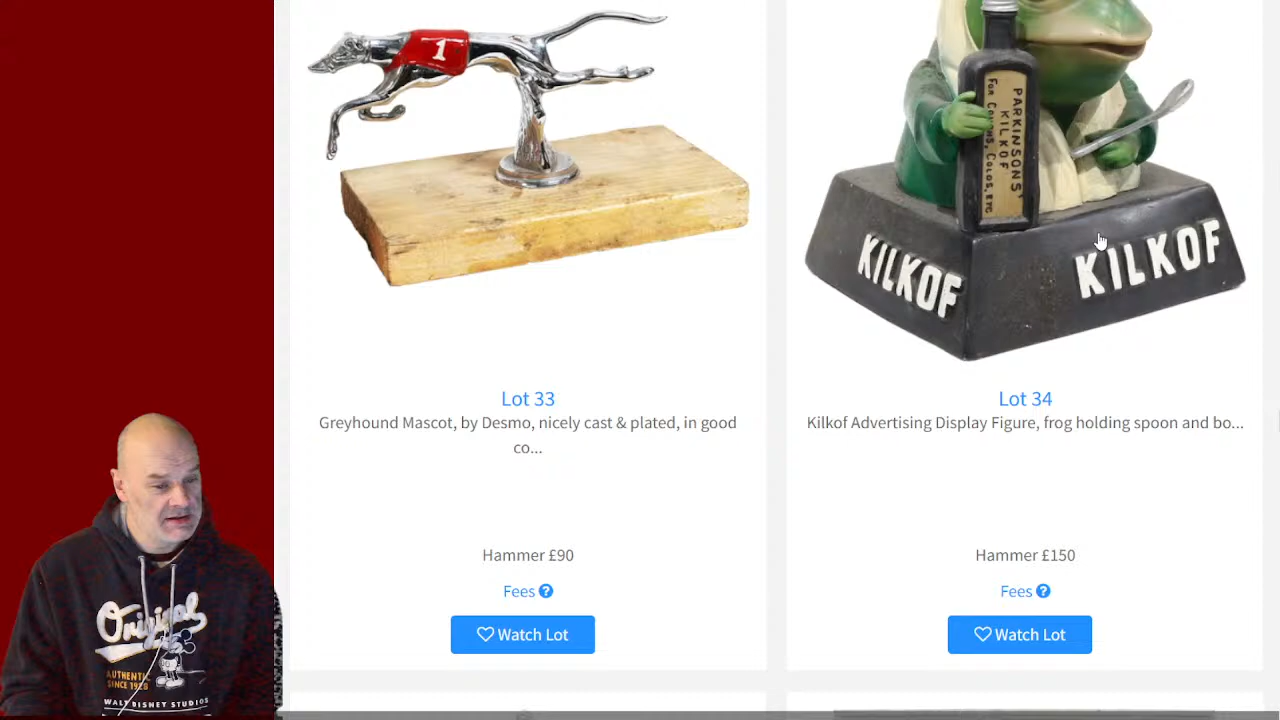 1
PARKINSONS'
KILKOF
FOR COUGHS, COLDS, ETC
KILKOF
KILKOF
Lot 33
Greyhound Mascot, by Desmo, nicely cast & plated, in good
co...
Hammer £90
Fees ?
Watch Lot
Lot 34
Kilkof Advertising Display Figure, frog holding spoon and bo...
Hammer £150
Fees ?
Watch Lot
Original
AUTHENTIC
SINCE 1928
WALT DISNEY STUDIOS